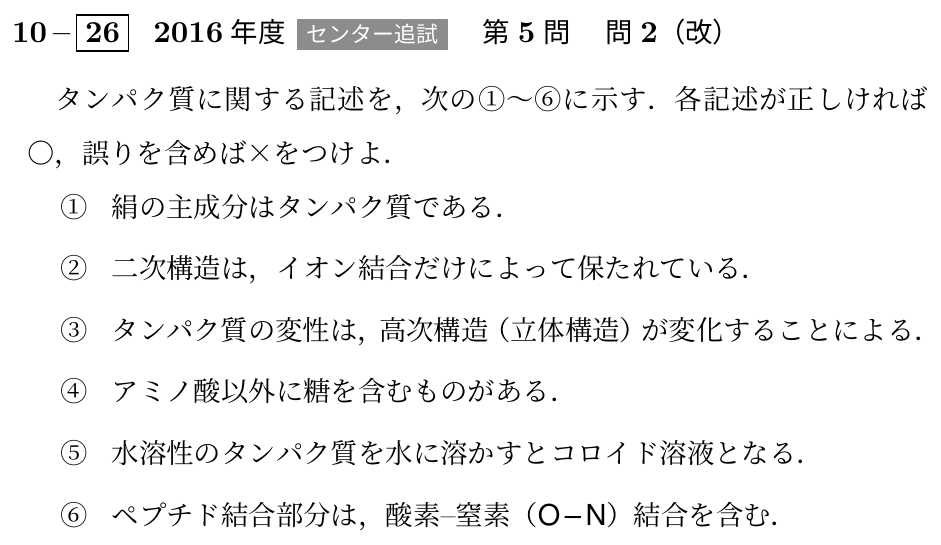 10－26 2016年度 センター追試 第5問 問2（改）
タンパク質に関する記述を，次の①～⑥に示す．各記述が正しければ
○，誤りを含めば×をつけよ．
① 絹の主成分はタンパク質である．
② 二次構造は，イオン結合だけによって保たれている．
③ タンパク質の変性は，高次構造（立体構造）が変化することによる．
④ アミノ酸以外に糖を含むものがある．
⑤ 水溶性のタンパク質を水に溶かすとコロイド溶液となる．
⑥ ペプチド結合部分は，酸素–窒素（O−N）結合を含む．